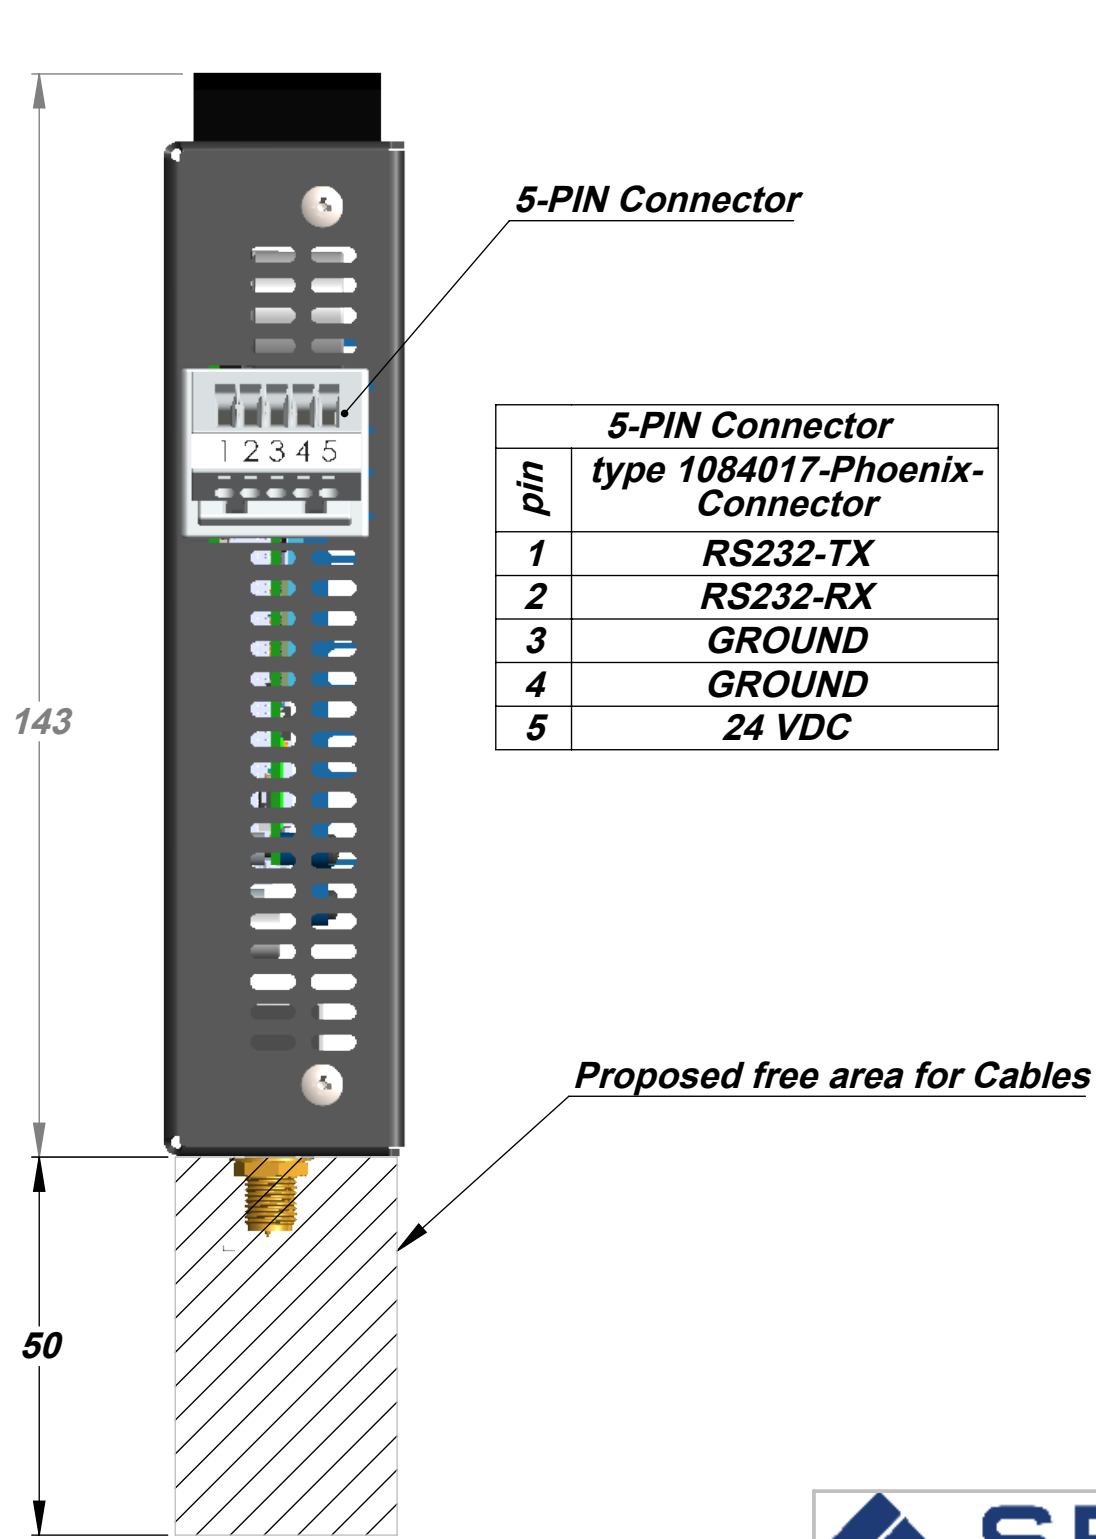 5-PIN Connector
1 2 3 4 5
5-PIN Connector
pin
type 1084017-Phoenix-
Connector
1 RS232-TX
2 RS232-RX
3 GROUND
4 GROUND
5 24 VDC
143
Proposed free area for Cables
50